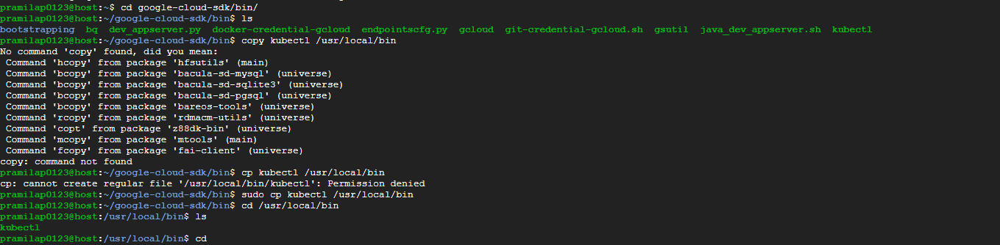 pramilap0123@host:~$ cd google-cloud-sdk/bin/
pramilap0123@host:~/google-cloud-sdk/bin$ ls
bootstrapping  bq  dev_appserver.py  docker-credential-gcloud  endpointscfg.py  gcloud  git-credential-gcloud.sh  gsutil  java_dev_appserver.sh  kubectl
pramilap0123@host:~/google-cloud-sdk/bin$ copy kubectl /usr/local/bin
No command 'copy' found, did you mean:
 Command 'hcopy' from package 'hfsutils' (main)
 Command 'bcopy' from package 'bacula-sd-mysql' (universe)
 Command 'bcopy' from package 'bacula-sd-sqlite3' (universe)
 Command 'bcopy' from package 'bacula-sd-pgsql' (universe)
 Command 'bcopy' from package 'bareos-tools' (universe)
 Command 'rcopy' from package 'rdmacm-utils' (universe)
 Command 'copt' from package 'z88dk-bin' (universe)
 Command 'mcopy' from package 'mtools' (main)
 Command 'fcopy' from package 'fai-client' (universe)
copy: command not found
pramilap0123@host:~/google-cloud-sdk/bin$ cp kubectl /usr/local/bin
cp: cannot create regular file '/usr/local/bin/kubectl': Permission denied
pramilap0123@host:~/google-cloud-sdk/bin$ sudo cp kubectl /usr/local/bin
pramilap0123@host:~/google-cloud-sdk/bin$ cd /usr/local/bin
pramilap0123@host:/usr/local/bin$ ls
kubectl
pramilap0123@host:/usr/local/bin$ cd